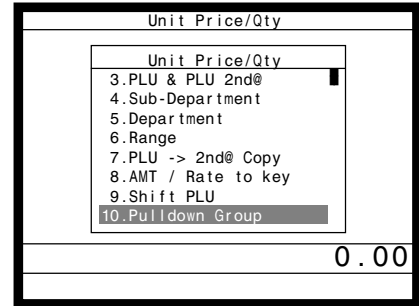 Unit Price/Qty
Unit Price/Qty
3.PLU & PLU 2nd@
4.Sub-Department
5.Department
6.Range
7.PLU -> 2nd@ Copy
8.AMT / Rate to key
9.Shift PLU
10.Pulldown Group
0.00